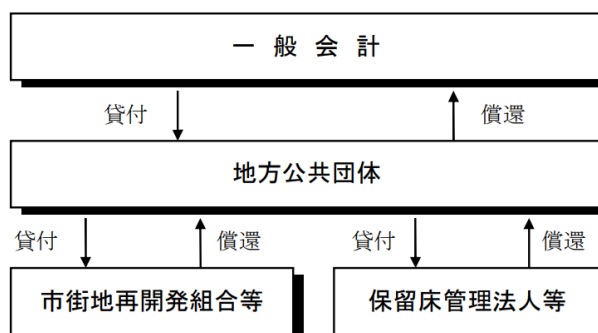 一般会計
貸付 償還
地方公共団体
貸付 償還 貸付 償還
市街地再開発組合等 保留床管理法人等